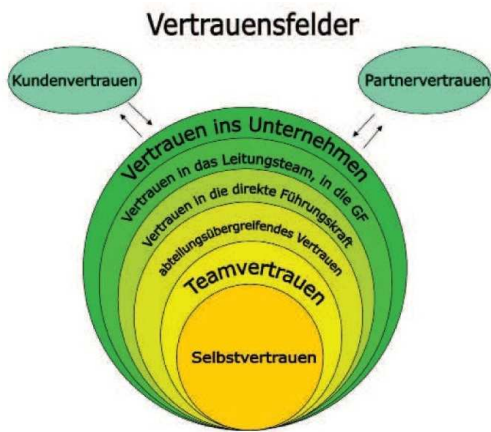 Vertrauensfelder
Kundenvertrauen
Partnervertrauen
Vertrauen ins Unternehmen
Vertrauen in das Leitungsteam, in die GF
Vertrauen in die direkte Führungskraft
abteilungsübergreifendes Vertrauen
Teamvertrauen
Selbstvertrauen